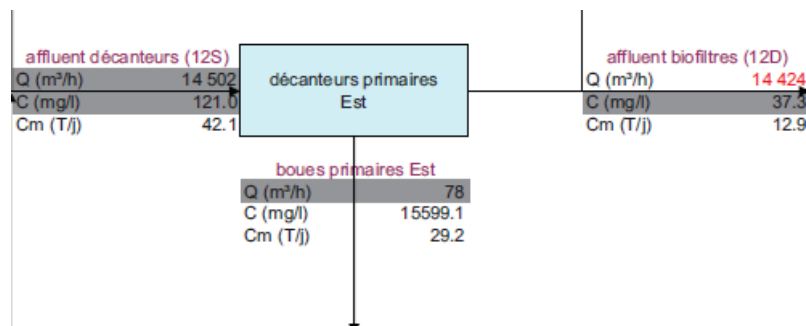 affluent décanteurs (12S)
Q (m³/h) 14 502
C (mg/l) 121.0
Cm (T/j) 42.1
décanteurs primaires
Est
affluent biofiltres (12D)
Q (m³/h) 14 424
C (mg/l) 37.3
Cm (T/j) 12.9
boues primaires Est
Q (m³/h) 78
C (mg/l) 15599.1
Cm (T/j) 29.2